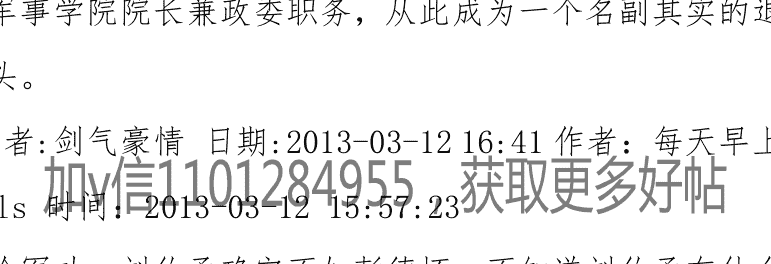 军事学院院长兼政委职务，从此成为一个名副其实的退
头。
者:剑气豪情 日期:2013-03-12 16:41 作者：每天早上
加v信1101284955，获取更多好帖
ls 时间：2013-03-12 15:57:23